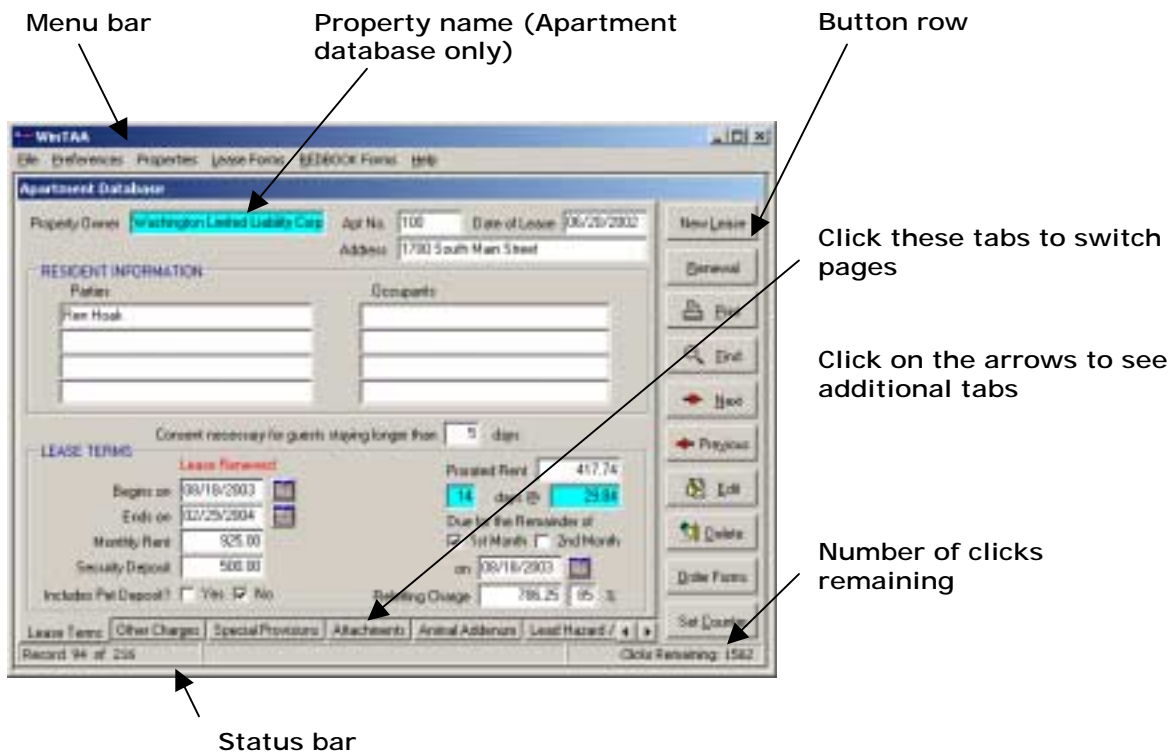 Menu bar
Property name (Apartment
database only)
Button row
WinTAA
File Preferences Properties Lease Forms REDBOOK Forms Help
Apartment Database
Property Owner Washington Limited Liability Corp Apt No. 100 Date of Lease 06/20/2002
Address 1700 South Main Street
RESIDENT INFORMATION
Parties Occupants
Ren Hoak
Consent necessary for guests staying longer than 5 days
LEASE TERMS
Lease Renewed
Begins on 08/18/2003
Ends on 02/29/2004
Monthly Rent 925.00
Security Deposit 500.00
Includes Pet Deposit? Yes No
Prorated Rent 417.74
14 days @ 29.84
Due for the Remainder of
1st Month 2nd Month
on 08/18/2003
Reletting Charge 786.25 85 %
Lease Terms Other Charges Special Provisions Attachments Animal Addendum Lead Hazard /
Record 94 of 216 Clicks Remaining: 1562
New Lease
Renewal
Print
Find
Next
Previous
Edit
Delete
Order Forms
Set Counter
Click these tabs to switch
pages
Click on the arrows to see
additional tabs
Number of clicks
remaining
Status bar